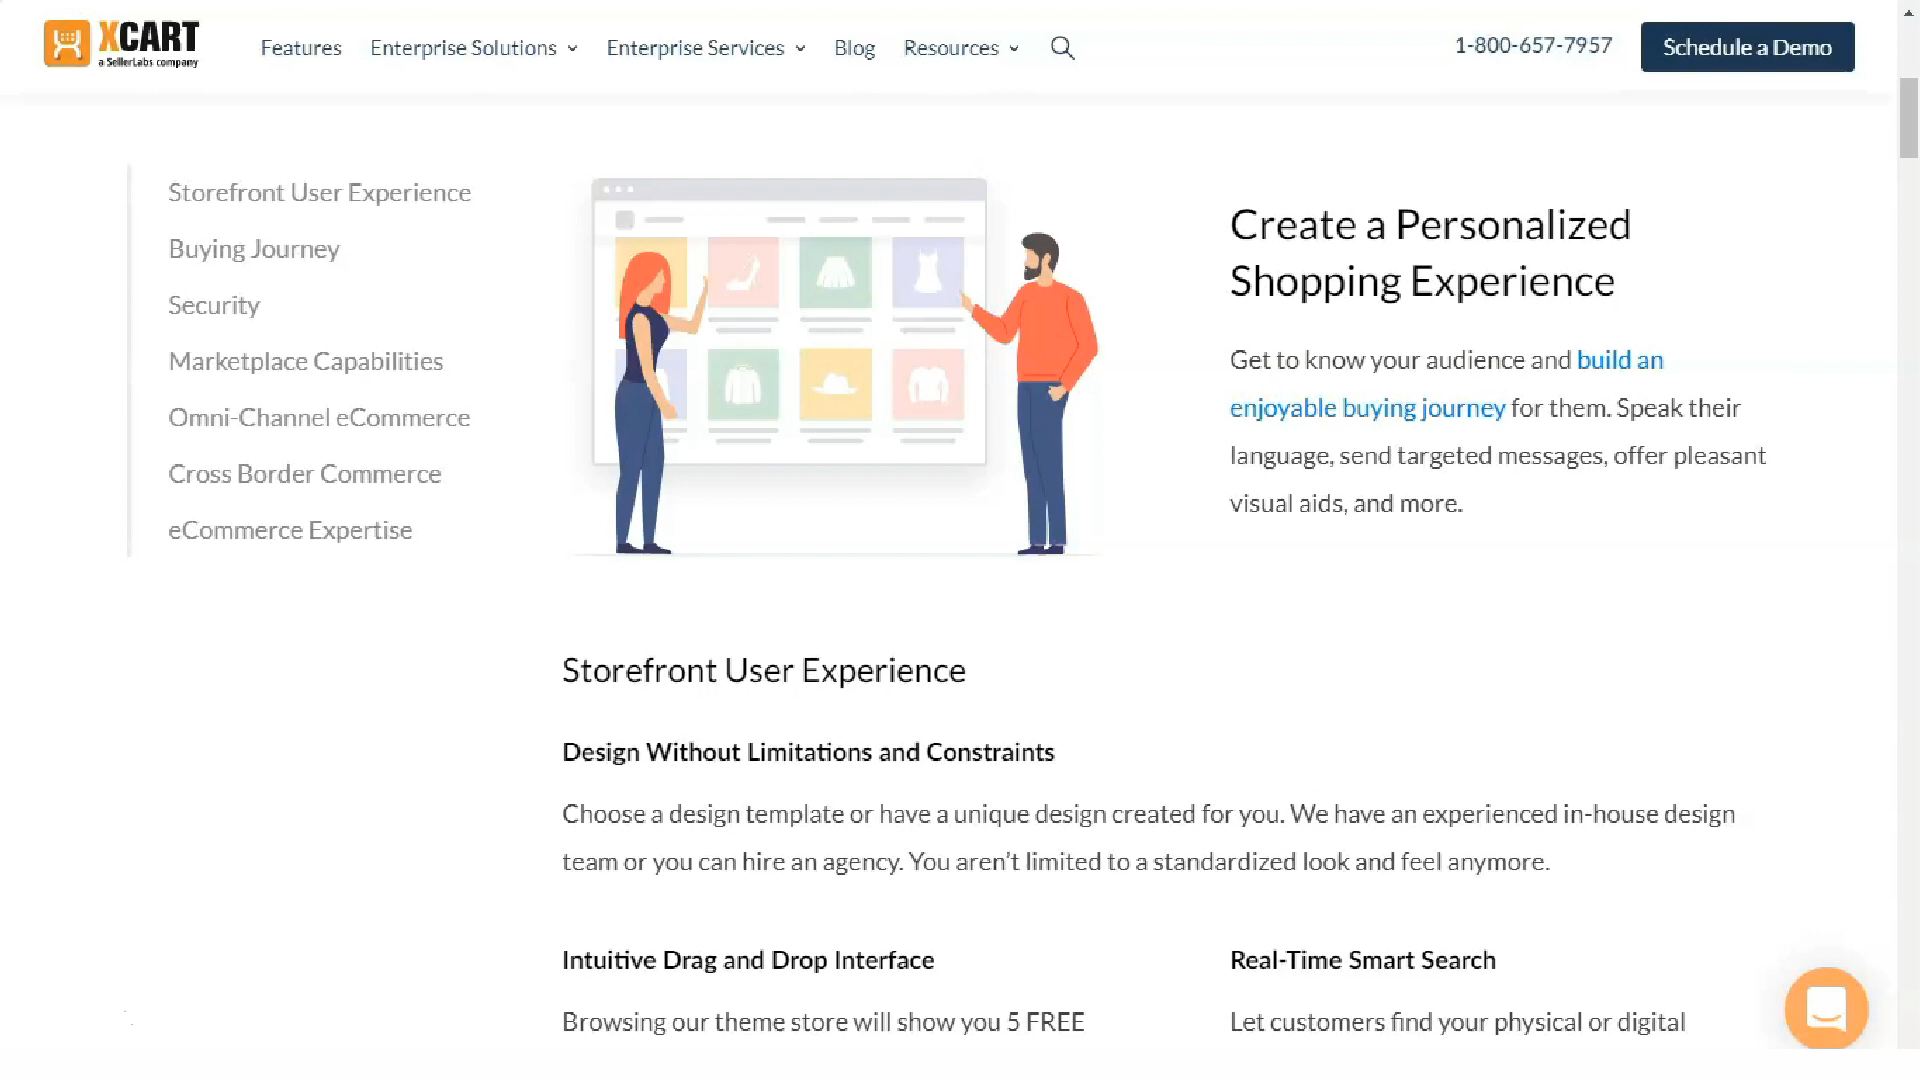 XCART
a SellerLabs company
Features
Enterprise Solutions
Enterprise Services
Blog
Resources
1-800-657-7957
Schedule a Demo
Storefront User Experience
Buying Journey
Security
Marketplace Capabilities
Omni-Channel eCommerce
Cross Border Commerce
eCommerce Expertise
Create a Personalized
Shopping Experience
Get to know your audience and build an
enjoyable buying journey for them. Speak their
language, send targeted messages, offer pleasant
visual aids, and more.
Storefront User Experience
Design Without Limitations and Constraints
Choose a design template or have a unique design created for you. We have an experienced in-house design
team or you can hire an agency. You aren’t limited to a standardized look and feel anymore.
Intuitive Drag and Drop Interface
Browsing our theme store will show you 5 FREE
Real-Time Smart Search
Let customers find your physical or digital